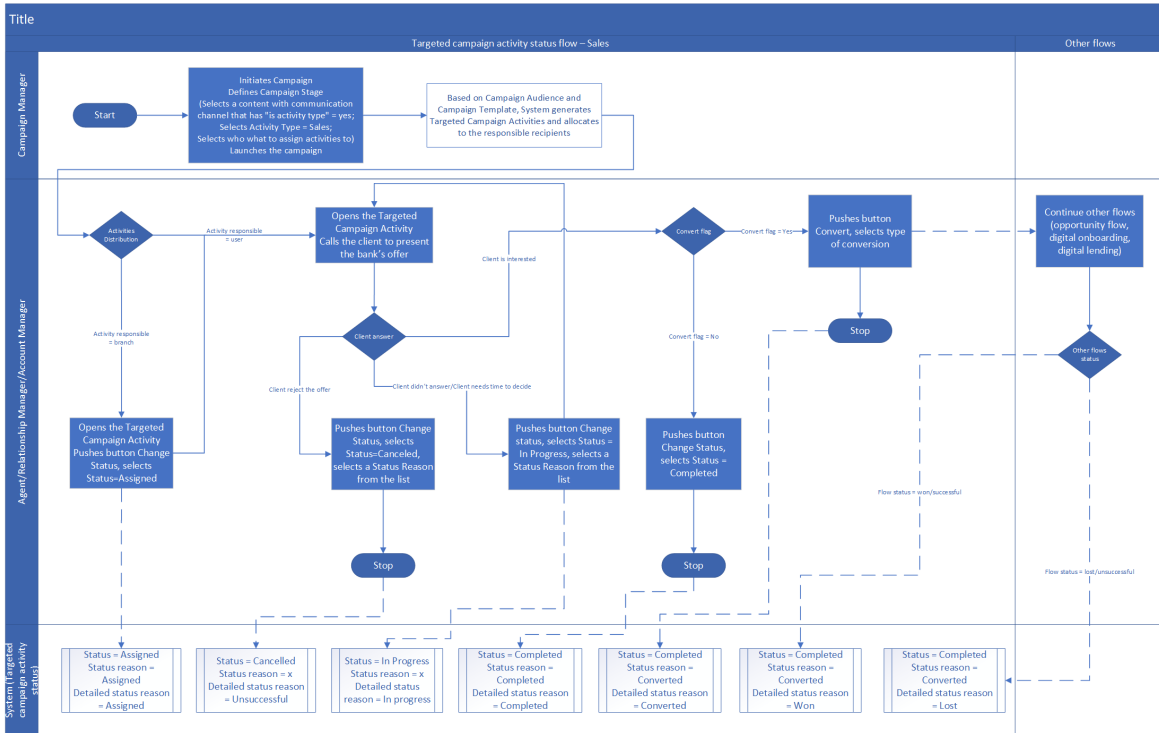 Title
Targeted campaign activity status flow – Sales
Other flows
Campaign Manager
Start
Initiates Campaign
Defines Campaign Stage
(Selects a content with communication
channel that has "is activity type" = yes;
Selects Activity Type = Sales;
Selects who what to assign activities to)
Launches the campaign
Based on Campaign Audience and
Campaign Template, System generates
Targeted Campaign Activities and allocates
to the responsible recipients
Agent/Relationship Manager/Account Manager
Activities
Distribution
Activity responsible
= user
Opens the Targeted
Campaign Activity
Calls the client to present
the bank's offer
Client is interested
Convert flag
Convert flag = Yes
Pushes button
Convert, selects type
of conversion
Continue other flows
(opportunity flow,
digital onboarding,
digital lending)
Activity responsible
= branch
Client answer
Convert flag = No
Stop
Other flows
status
Client reject the offer
Client didn't answer/Client needs time to decide
Opens the Targeted
Campaign Activity
Pushes button Change
Status, selects
Status=Assigned
Pushes button Change
Status, selects
Status=Canceled,
selects a Status Reason
from the list
Pushes button Change
status, selects Status =
In Progress, selects a
Status Reason from the
list
Pushes button
Change Status,
selects Status =
Completed
Flow status = won/successful
Stop
Stop
Flow status = lost/unsuccessful
System (Targeted
campaign activity
status)
Status = Assigned
Status reason =
Assigned
Detailed status reason
= Assigned
Status = Cancelled
Status reason = x
Detailed status reason
= Unsuccessful
Status = In Progress
Status reason = x
Detailed status
reason = In progress
Status = Completed
Status reason =
Completed
Detailed status reason
= Completed
Status = Completed
Status reason =
Converted
Detailed status reason
= Converted
Status = Completed
Status reason =
Converted
Detailed status reason
= Won
Status = Completed
Status reason =
Converted
Detailed status reason
= Lost